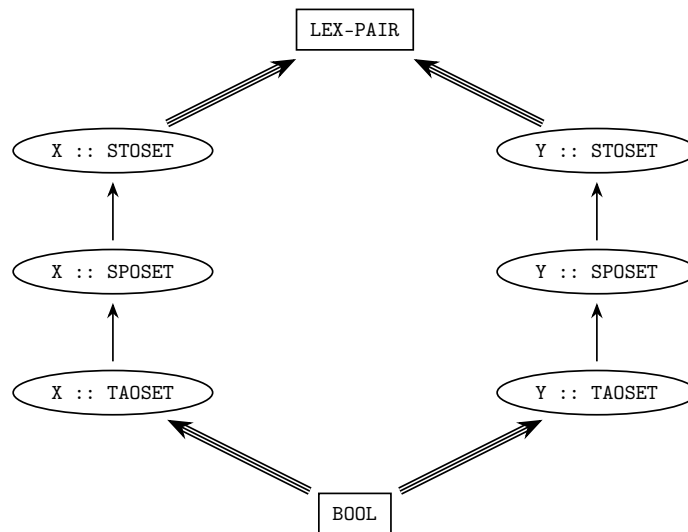 LEX-PAIR
X :: STOSET
Y :: STOSET
X :: SPOSET
Y :: SPOSET
X :: TAOSET
Y :: TAOSET
BOOL